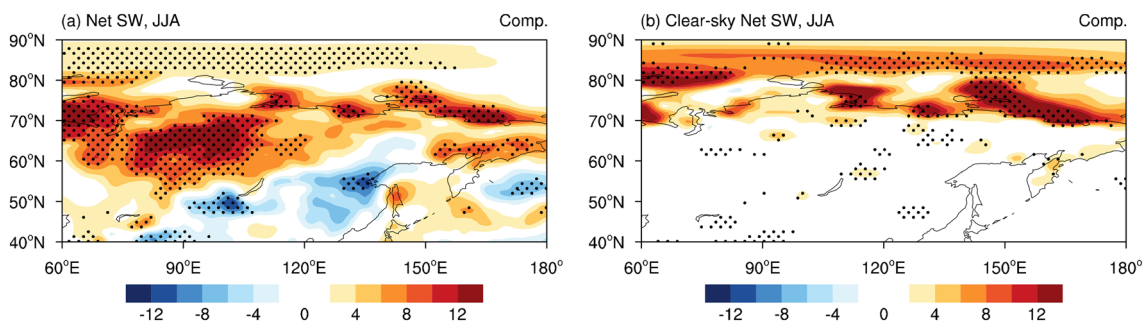 (a) Net SW, JJA Comp.
90°N
80°N
70°N
60°N
50°N
40°N
60°E 90°E 120°E 150°E 180°
-12 -8 -4 0 4 8 12
(b) Clear-sky Net SW, JJA Comp.
90°N
80°N
70°N
60°N
50°N
40°N
60°E 90°E 120°E 150°E 180°
-12 -8 -4 0 4 8 12